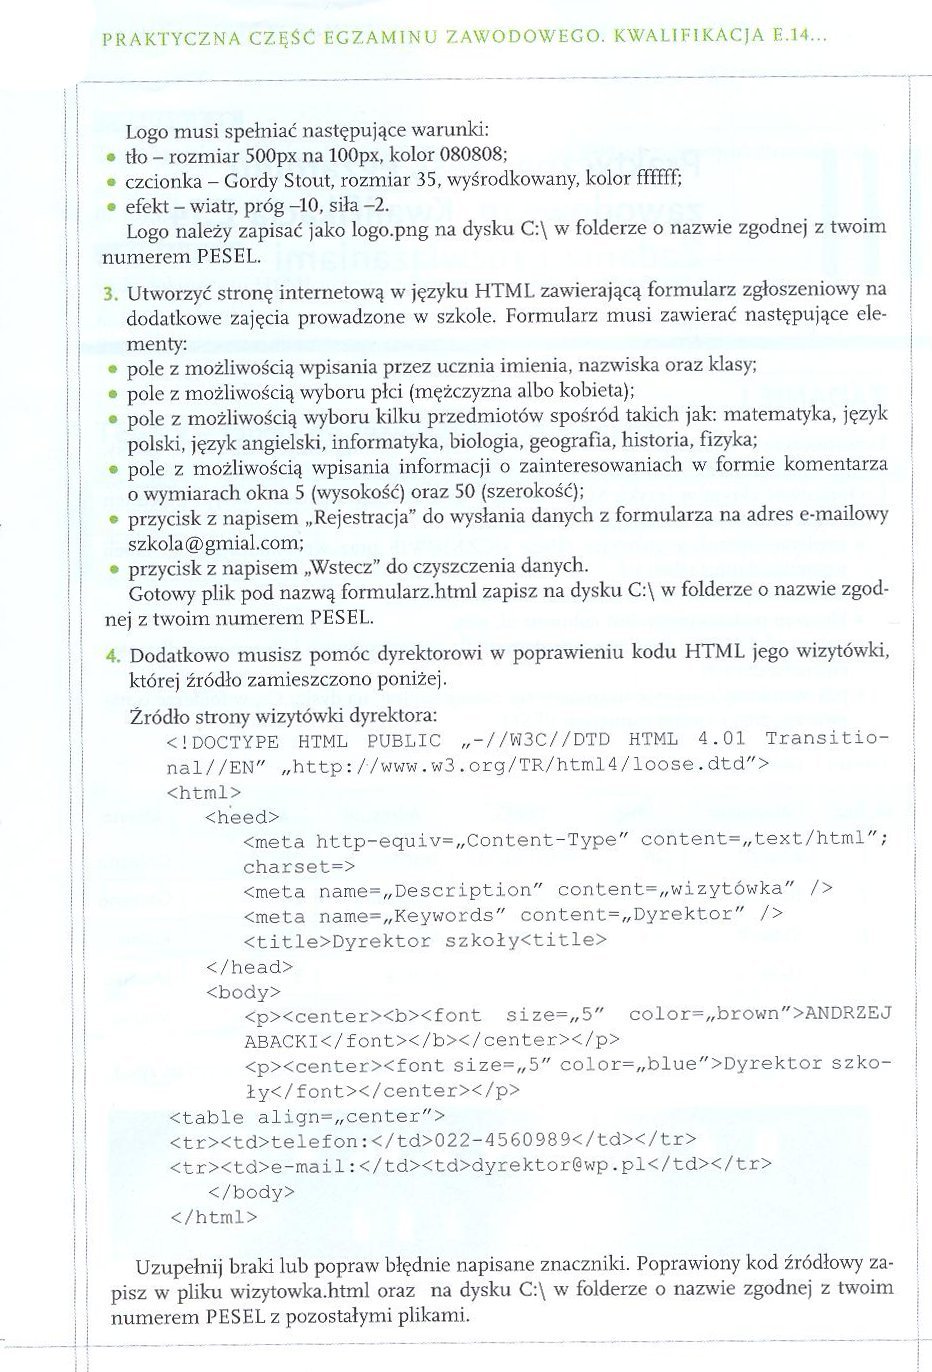 PRAKTYCZNA CZĘŚĆ EGZAMINU ZAWODOWEGO. KWALIFIKACJA E.14...
Logo musi spełniać następujące warunki:
• tło – rozmiar 500px na 100px, kolor 080808;
• czcionka – Gordy Stout, rozmiar 35, wyśrodkowany, kolor ffffff;
• efekt – wiatr, próg –10, siła –2.
Logo należy zapisać jako logo.png na dysku C:\ w folderze o nazwie zgodnej z twoim
numerem PESEL.
3. Utworzyć stronę internetową w języku HTML zawierającą formularz zgłoszeniowy na
dodatkowe zajęcia prowadzone w szkole. Formularz musi zawierać następujące ele-
menty:
• pole z możliwością wpisania przez ucznia imienia, nazwiska oraz klasy;
• pole z możliwością wyboru płci (mężczyzna albo kobieta);
• pole z możliwością wyboru kilku przedmiotów spośród takich jak: matematyka, język
polski, język angielski, informatyka, biologia, geografia, historia, fizyka;
• pole z możliwością wpisania informacji o zainteresowaniach w formie komentarza
o wymiarach okna 5 (wysokość) oraz 50 (szerokość);
• przycisk z napisem „Rejestracja” do wysłania danych z formularza na adres e-mailowy
szkola@gmial.com;
• przycisk z napisem „Wstecz” do czyszczenia danych.
Gotowy plik pod nazwą formularz.html zapisz na dysku C:\ w folderze o nazwie zgod-
nej z twoim numerem PESEL.
4. Dodatkowo musisz pomóc dyrektorowi w poprawieniu kodu HTML jego wizytówki,
której źródło zamieszczono poniżej.
Źródło strony wizytówki dyrektora:
<!DOCTYPE HTML PUBLIC „-//W3C//DTD HTML 4.01 Transitio-
nal//EN" „http://www.w3.org/TR/html4/loose.dtd">
<html>
<heed>
<meta http-equiv=„Content-Type" content=„text/html";
charset=>
<meta name=„Description" content=„wizytówka" />
<meta name=„Keywords" content=„Dyrektor" />
<title>Dyrektor szkoły<title>
</head>
<body>
<p><center><b><font size=„5" color=„brown">ANDRZEJ
ABACKI</font></b></center></p>
<p><center><font size=„5" color=„blue">Dyrektor szko-
ły</font></center></p>
<table align=„center">
<tr><td>telefon:</td>022-4560989</td></tr>
<tr><td>e-mail:</td><td>dyrektor@wp.pl</td></tr>
</body>
</html>
Uzupełnij braki lub popraw błędnie napisane znaczniki. Poprawiony kod źródłowy za-
pisz w pliku wizytowka.html oraz na dysku C:\ w folderze o nazwie zgodnej z twoim
numerem PESEL z pozostałymi plikami.